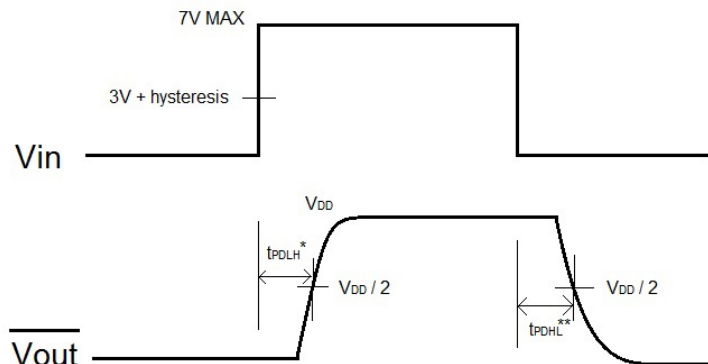 7V MAX
3V + hysteresis
Vin
VDD
tPDLH*
VDD / 2
VDD / 2
tPDHL**
Vout